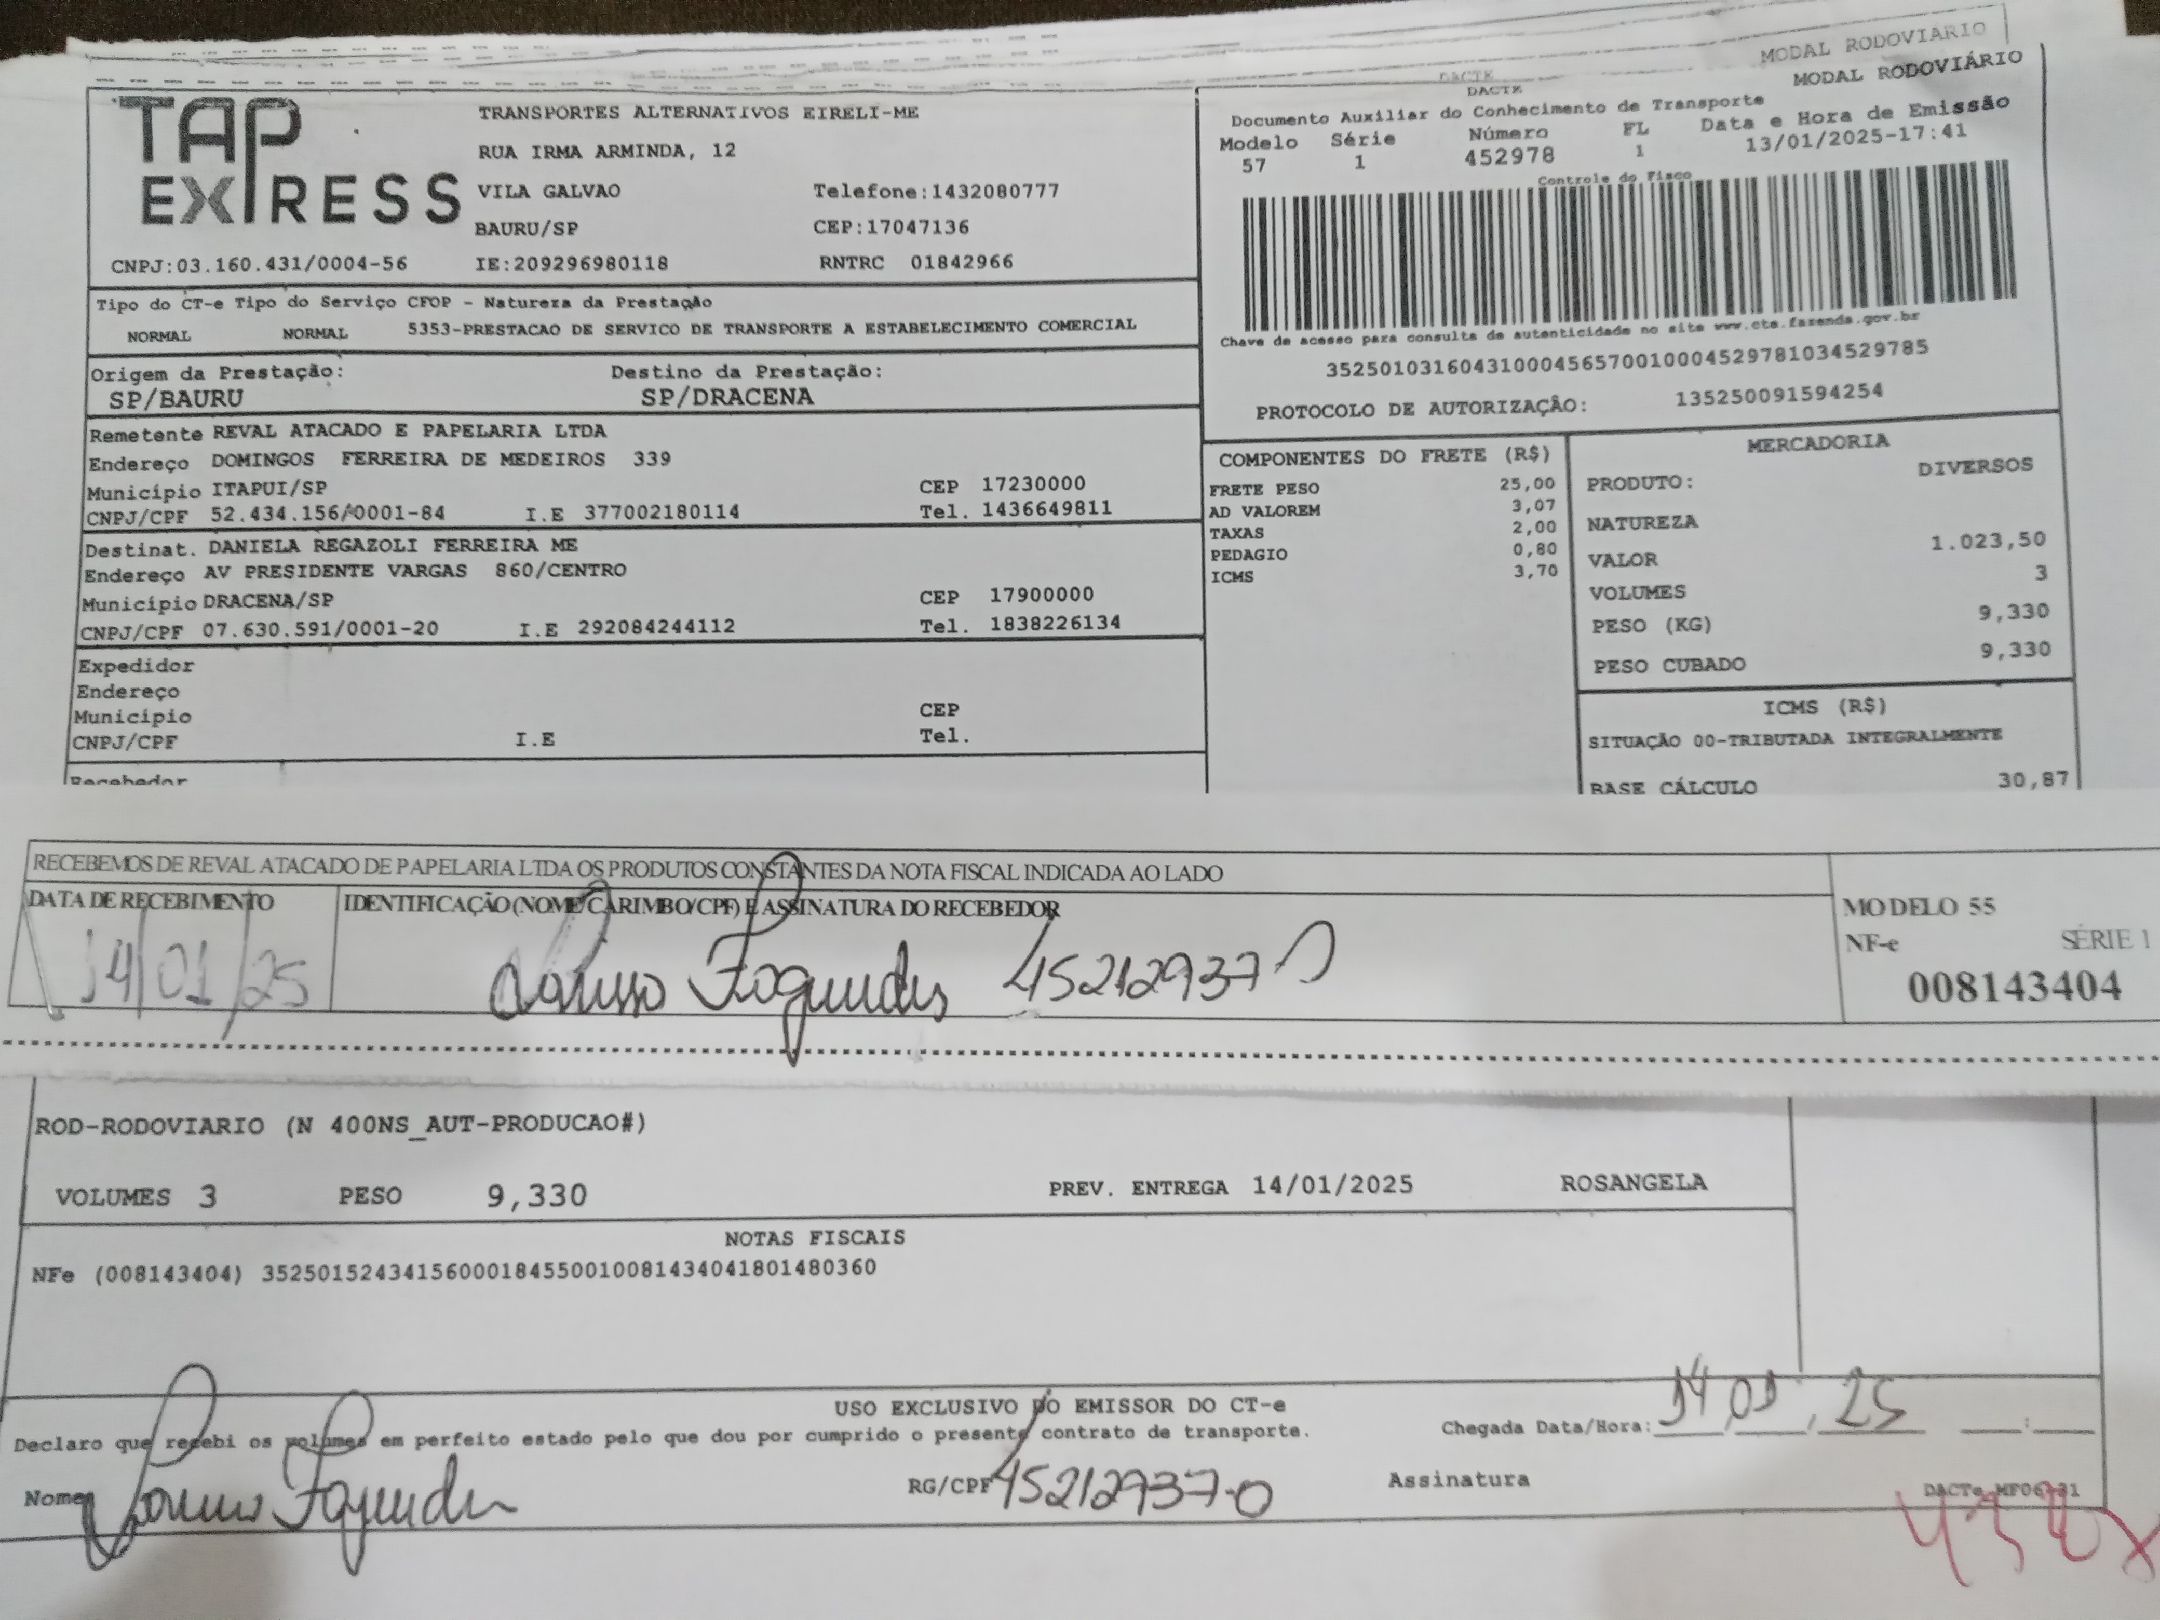 MODAL RODOVIÁRIO
DACTE
MODAL RODOVIÁRIO
DACTE
TAP EXPRESS
TRANSPORTES ALTERNATIVOS EIRELI-ME
RUA IRMA ARMINDA, 12
VILA GALVAO Telefone:1432080777
BAURU/SP CEP:17047136
CNPJ:03.160.431/0004-56 IE:209296980118 RNTRC 01842966
Documento Auxiliar do Conhecimento de Transporte
Modelo Série Número FL Data e Hora de Emissão
57 1 452978 1 13/01/2025-17:41
Controle do Fisco
Chave de acesso para consulta de autenticidade no site www.cte.fazenda.gov.br
35250103160431000456570010004529781034529785
PROTOCOLO DE AUTORIZAÇÃO: 135250091594254
Tipo do CT-e Tipo do Serviço CFOP - Natureza da Prestação
NORMAL NORMAL 5353-PRESTACAO DE SERVICO DE TRANSPORTE A ESTABELECIMENTO COMERCIAL
Origem da Prestação: Destino da Prestação:
SP/BAURU SP/DRACENA
Remetente REVAL ATACADO E PAPELARIA LTDA
Endereço DOMINGOS FERREIRA DE MEDEIROS 339
Município ITAPUI/SP CEP 17230000
CNPJ/CPF 52.434.156/0001-84 I.E 377002180114 Tel. 1436649811
Destinat. DANIELA REGAZOLI FERREIRA ME
Endereço AV PRESIDENTE VARGAS 860/CENTRO
Município DRACENA/SP CEP 17900000
CNPJ/CPF 07.630.591/0001-20 I.E 292084244112 Tel. 1838226134
Expedidor
Endereço
Município CEP
CNPJ/CPF I.E Tel.
Recebedor
COMPONENTES DO FRETE (R$)
FRETE PESO 25,00
AD VALOREM 3,07
TAXAS 2,00
PEDAGIO 0,80
ICMS 3,70
MERCADORIA
PRODUTO: DIVERSOS
NATUREZA
VALOR 1.023,50
VOLUMES 3
PESO (KG) 9,330
PESO CUBADO 9,330
ICMS (R$)
SITUAÇÃO 00-TRIBUTADA INTEGRALMENTE
BASE CÁLCULO 30,87
RECEBEMOS DE REVAL ATACADO DE PAPELARIA LTDA OS PRODUTOS CONSTANTES DA NOTA FISCAL INDICADA AO LADO
DATA DE RECEBIMENTO IDENTIFICAÇÃO (NOME/CARIMBO/CPF) E ASSINATURA DO RECEBEDOR
14/01/25 45212937 0
MODELO 55
NF-e SÉRIE 1
008143404
ROD-RODOVIARIO (N 400NS_AUT-PRODUCAO#)
VOLUMES 3 PESO 9,330 PREV. ENTREGA 14/01/2025 ROSANGELA
NOTAS FISCAIS
NFe (008143404) 35250152434156000184550010081434041801480360
USO EXCLUSIVO DO EMISSOR DO CT-e
Declaro que recebi os volumes em perfeito estado pelo que dou por cumprido o presente contrato de transporte.
Chegada Data/Hora: 14 01 25 :
Nome RG/CPF 45212937-0 Assinatura
DACTe